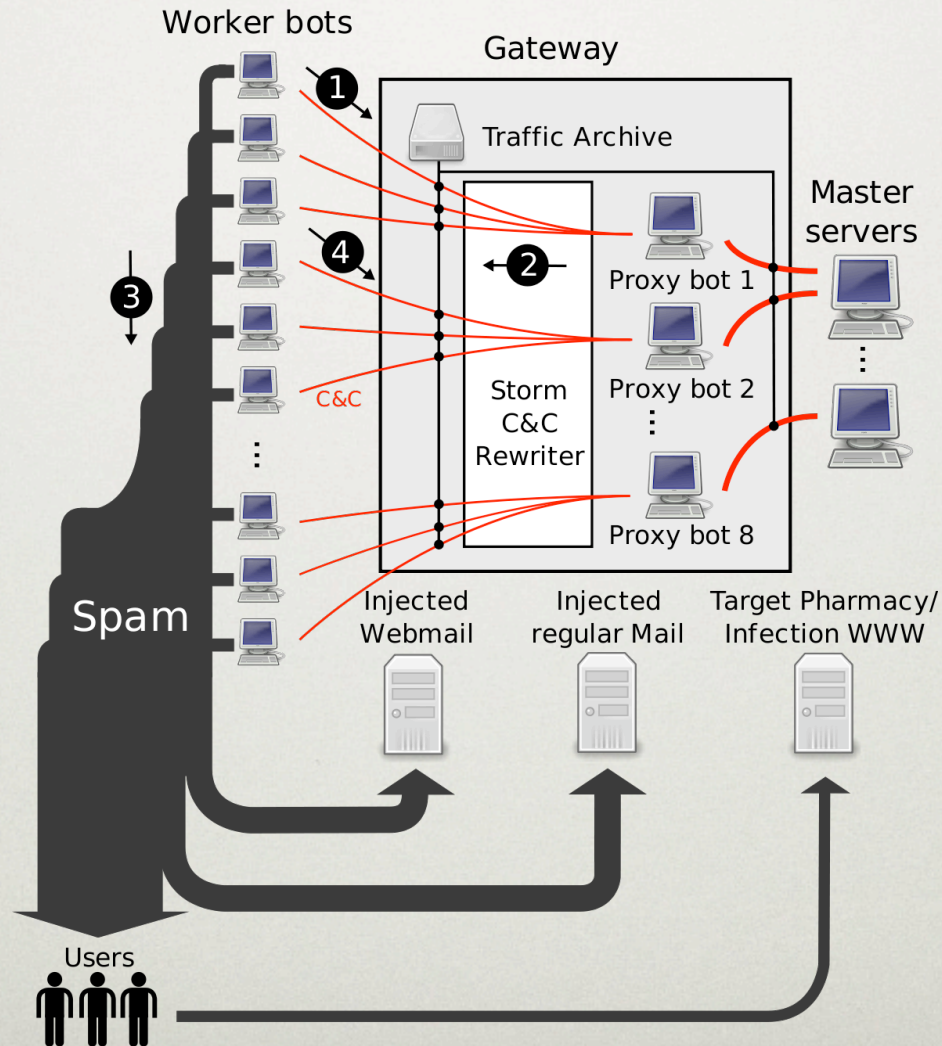 Worker bots
Gateway
1
Traffic Archive
Master
servers
4
2
Proxy bot 1
3
Proxy bot 2
C&C
Storm
C&C
Rewriter
...
...
...
Proxy bot 8
Spam
Injected
Webmail
Injected
regular Mail
Target Pharmacy/
Infection WWW
Users